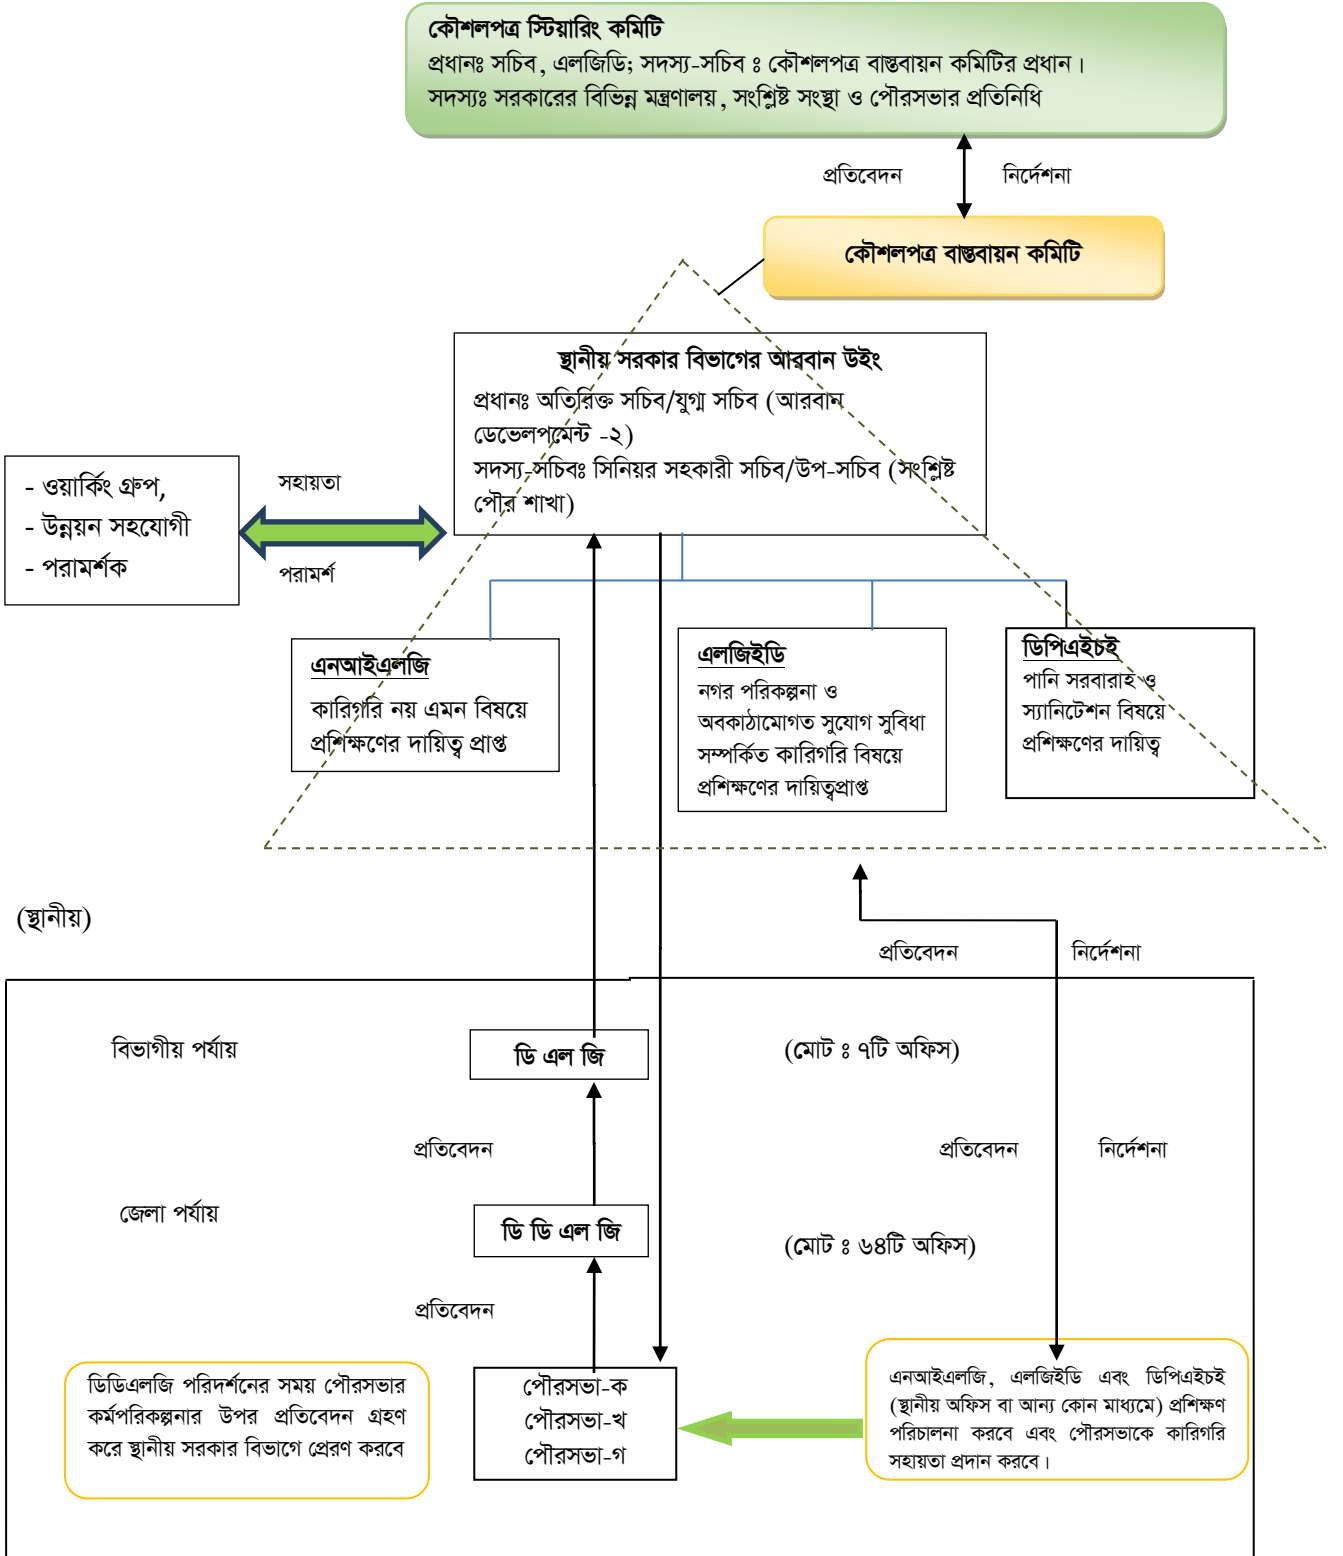 কৌশলপত্র স্টিয়ারিং কমিটি
প্রধানঃ সচিব, এলজিডি; সদস্য-সচিব ঃ কৌশলপত্র বাস্তবায়ন কমিটির প্রধান।
সদস্যঃ সরকারের বিভিন্ন মন্ত্রণালয়, সংশ্লিষ্ট সংস্থা ও পৌরসভার প্রতিনিধি
প্রতিবেদন
নির্দেশনা
কৌশলপত্র বাস্তবায়ন কমিটি
স্থানীয় সরকার বিভাগের আরবান উইং
প্রধানঃ অতিরিক্ত সচিব/যুগ্ম সচিব (আরবান
ডেভেলপমেন্ট -২)
সদস্য-সচিবঃ সিনিয়র সহকারী সচিব/উপ-সচিব (সংশ্লিষ্ট
পৌর শাখা)
- ওয়ার্কিং গ্রুপ,
- উন্নয়ন সহযোগী
- পরামর্শক
সহায়তা
পরামর্শ
এনআইএলজি
কারিগরি নয় এমন বিষয়ে
প্রশিক্ষণের দায়িত্ব প্রাপ্ত
এলজিইডি
নগর পরিকল্পনা ও
অবকাঠামোগত সুযোগ সুবিধা
সম্পর্কিত কারিগরি বিষয়ে
প্রশিক্ষণের দায়িত্বপ্রাপ্ত
ডিপিএইচই
পানি সরবারাহ ও
স্যানিটেশন বিষয়ে
প্রশিক্ষণের দায়িত্ব
(স্থানীয়)
প্রতিবেদন
নির্দেশনা
বিভাগীয় পর্যায়
ডি এল জি
(মোট ঃ ৭টি অফিস)
প্রতিবেদন
প্রতিবেদন
নির্দেশনা
জেলা পর্যায়
ডি ডি এল জি
(মোট ঃ ৬৪টি অফিস)
প্রতিবেদন
ডিডিএলজি পরিদর্শনের সময় পৌরসভার
কর্মপরিকল্পনার উপর প্রতিবেদন গ্রহণ
করে স্থানীয় সরকার বিভাগে প্রেরণ করবে
পৌরসভা-ক
পৌরসভা-খ
পৌরসভা-গ
এনআইএলজি, এলজিইডি এবং ডিপিএইচই
(স্থানীয় অফিস বা আন্য কোন মাধ্যমে) প্রশিক্ষণ
পরিচালনা করবে এবং পৌরসভাকে কারিগরি
সহায়তা প্রদান করবে।